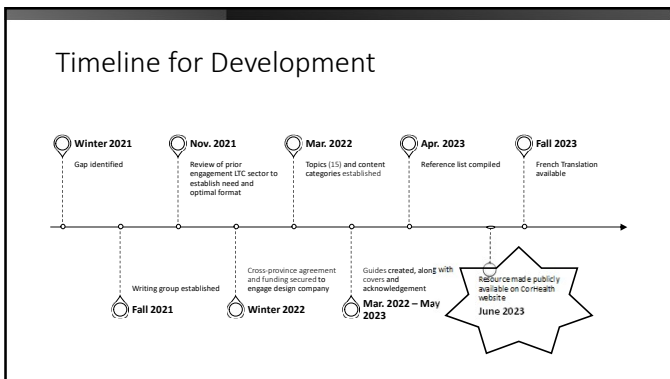 Timeline for Development
Winter 2021
Gap identified
Nov. 2021
Review of prior
engagement LTC sector to
establish need and
optimal format
Mar. 2022
Topics (15) and content
categories established
Apr. 2023
Reference list compiled
Fall 2023
French Translation
available
Writing group established
Fall 2021
Cross-province agreement
and funding secured to
engage design company
Winter 2022
Guides created, along with
covers and
acknowledgement
Mar. 2022 – May
2023
Resource made publicly
available on CorHealth
website
June 2023